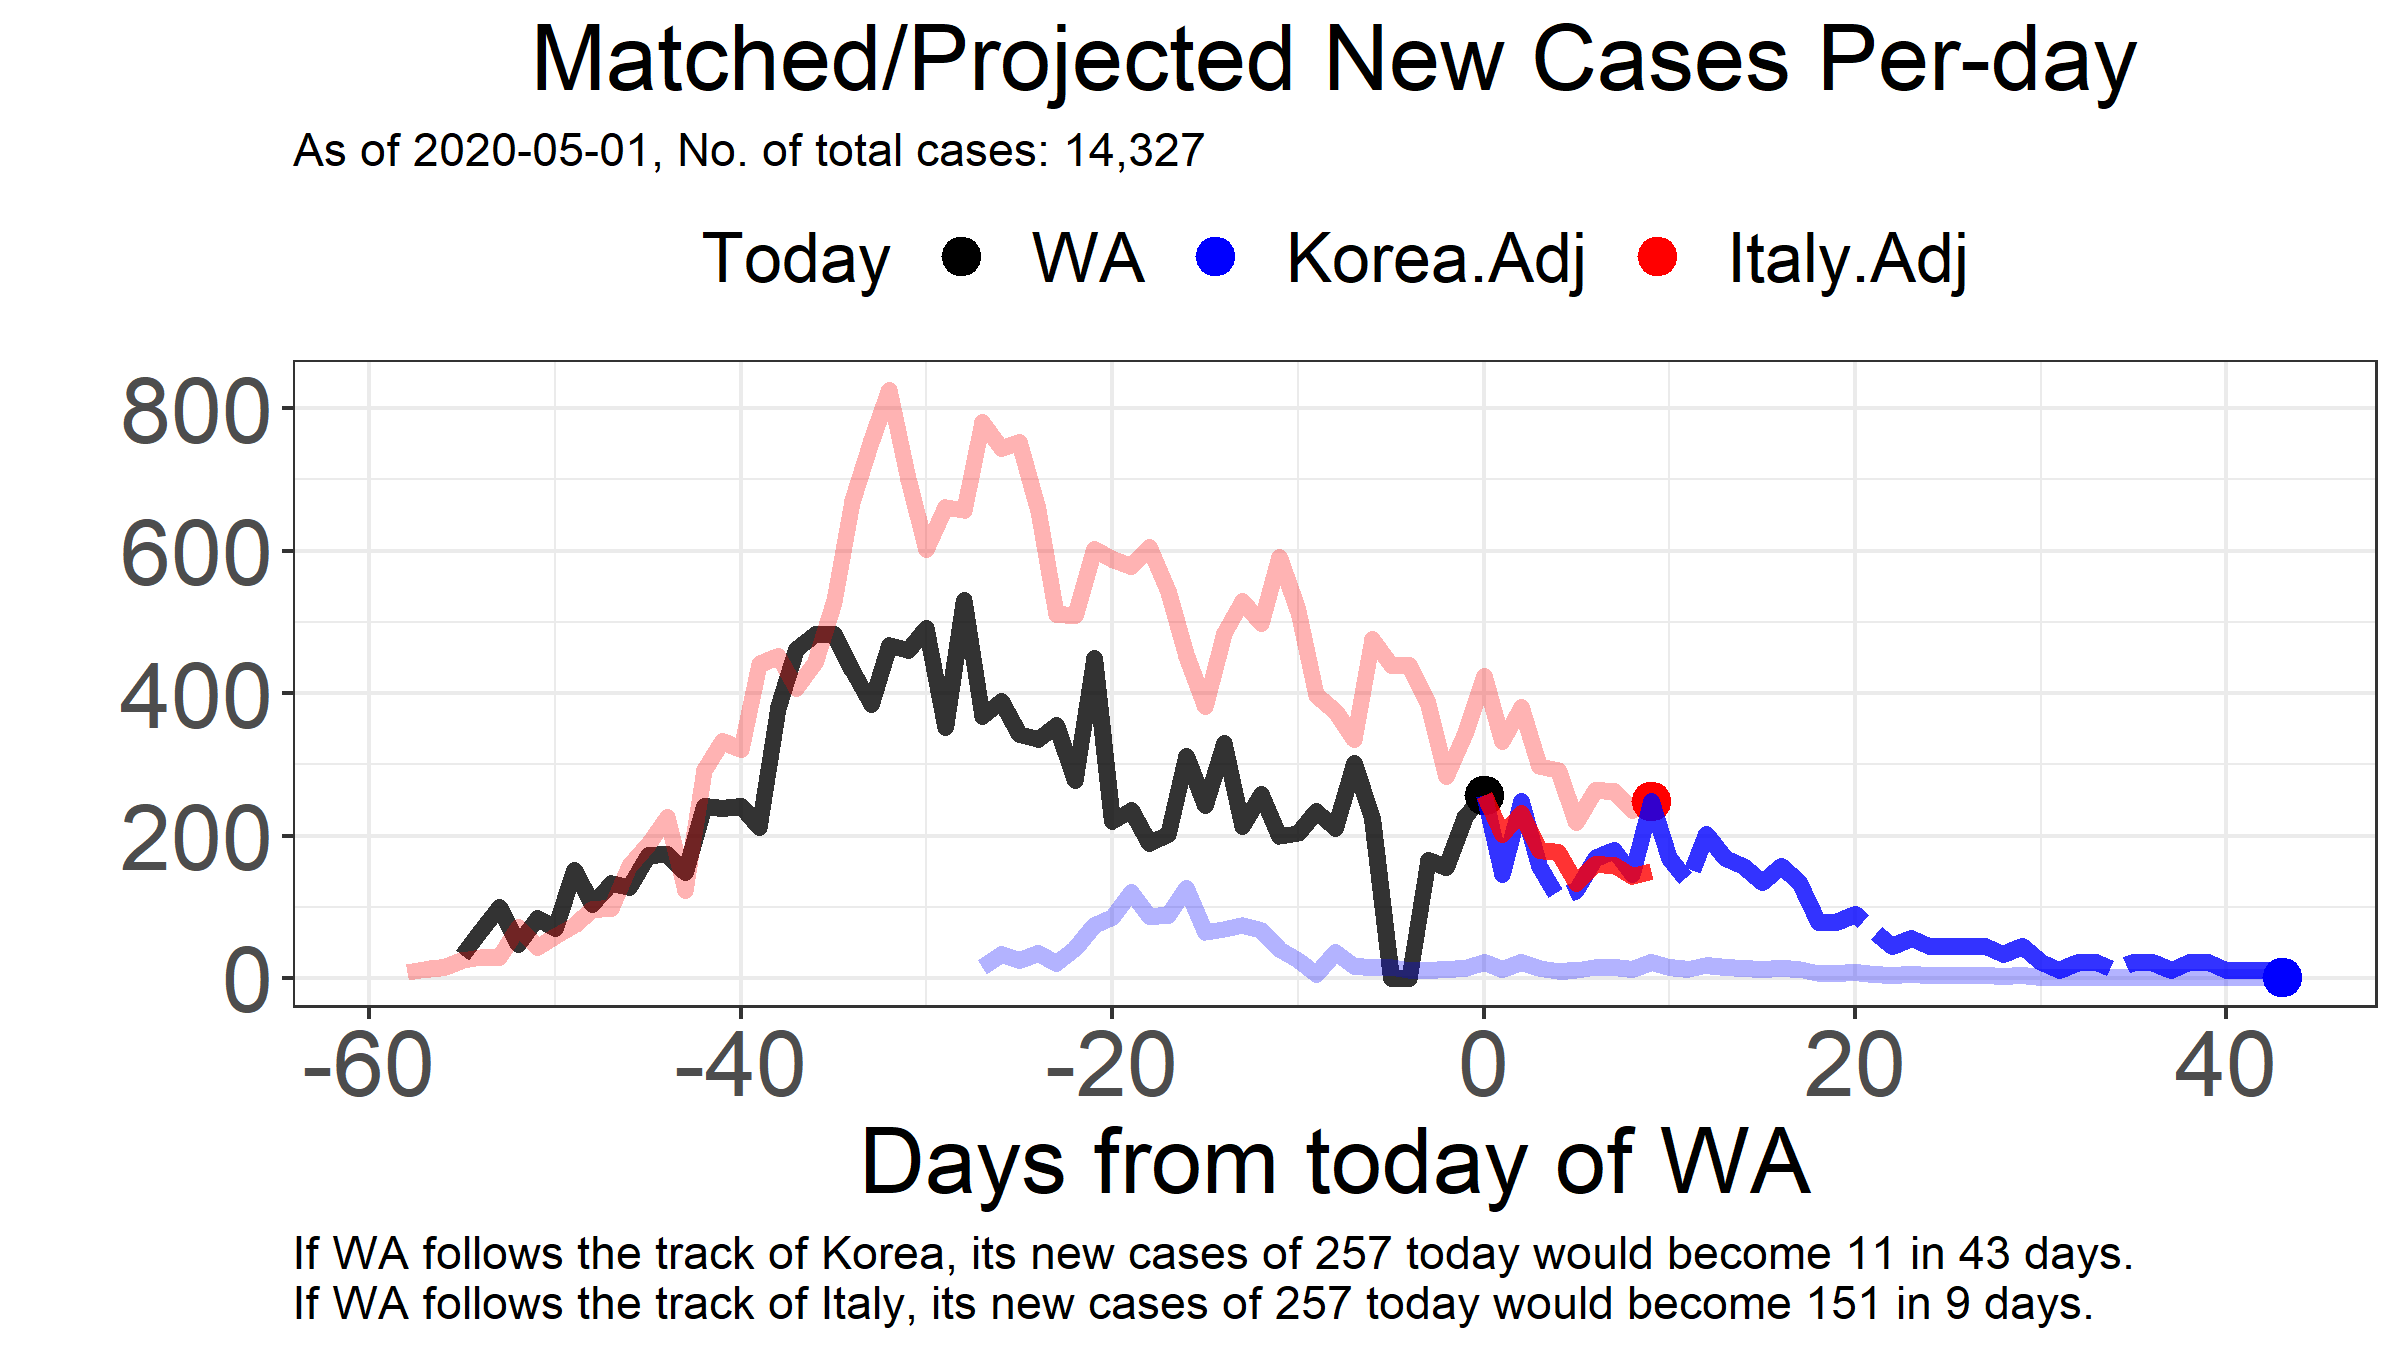 Matched/Projected New Cases Per-day
As of 2020-05-01, No. of total cases: 14,327
Today WA Korea.Adj Italy.Adj
800
600
400
200
0
-60 -40 -20 0 20 40
Days from today of WA
If WA follows the track of Korea, its new cases of 257 today would become 11 in 43 days.
If WA follows the track of Italy, its new cases of 257 today would become 151 in 9 days.